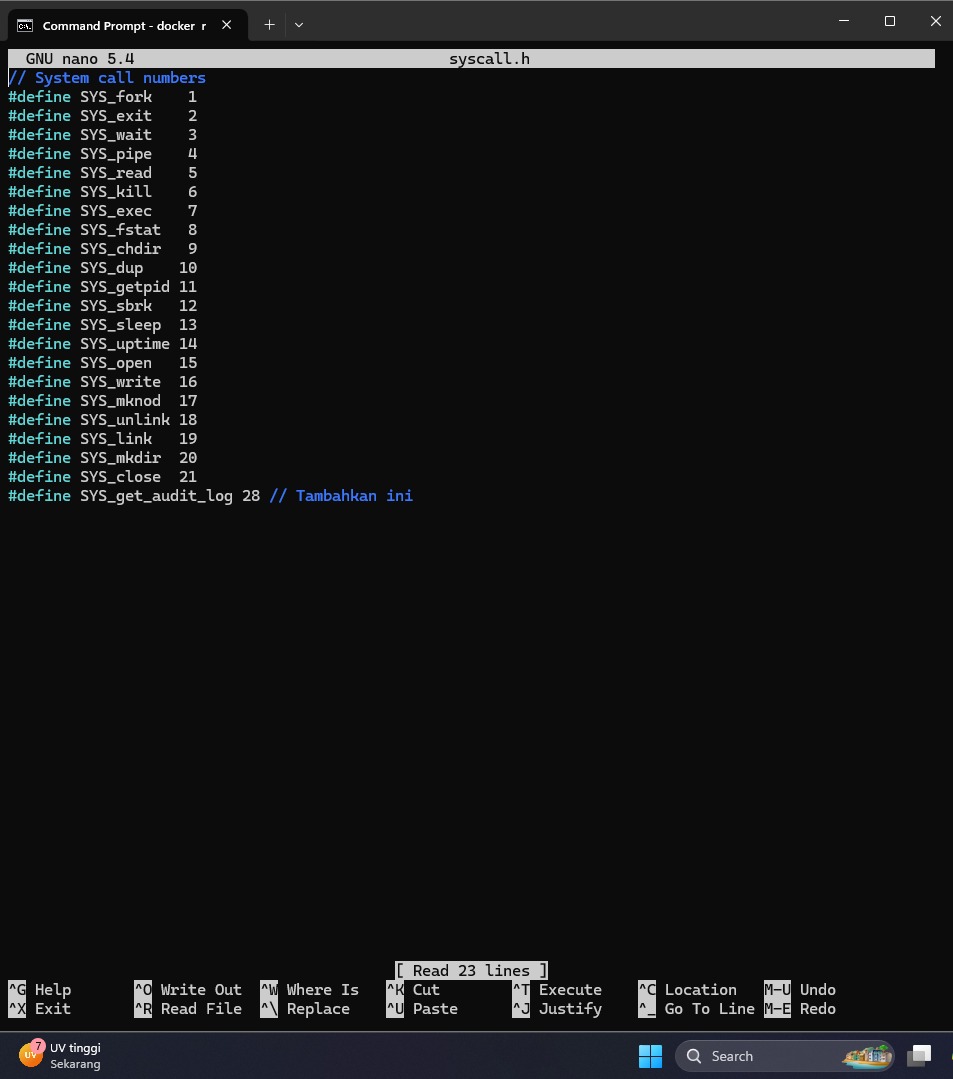 Command Prompt - docker  r
GNU nano 5.4                    syscall.h
// System call numbers
#define SYS_fork    1
#define SYS_exit    2
#define SYS_wait    3
#define SYS_pipe    4
#define SYS_read    5
#define SYS_kill    6
#define SYS_exec    7
#define SYS_fstat   8
#define SYS_chdir   9
#define SYS_dup    10
#define SYS_getpid 11
#define SYS_sbrk   12
#define SYS_sleep  13
#define SYS_uptime 14
#define SYS_open   15
#define SYS_write  16
#define SYS_mknod  17
#define SYS_unlink 18
#define SYS_link   19
#define SYS_mkdir  20
#define SYS_close  21
#define SYS_get_audit_log 28 // Tambahkan ini
[ Read 23 lines ]
^G Help      ^O Write Out ^W Where Is  ^K Cut       ^T Execute   ^C Location  M-U Undo
^X Exit      ^R Read File ^\ Replace   ^U Paste     ^J Justify   ^_ Go To Line M-E Redo
UV 7 UV tinggi
Sekarang
Search